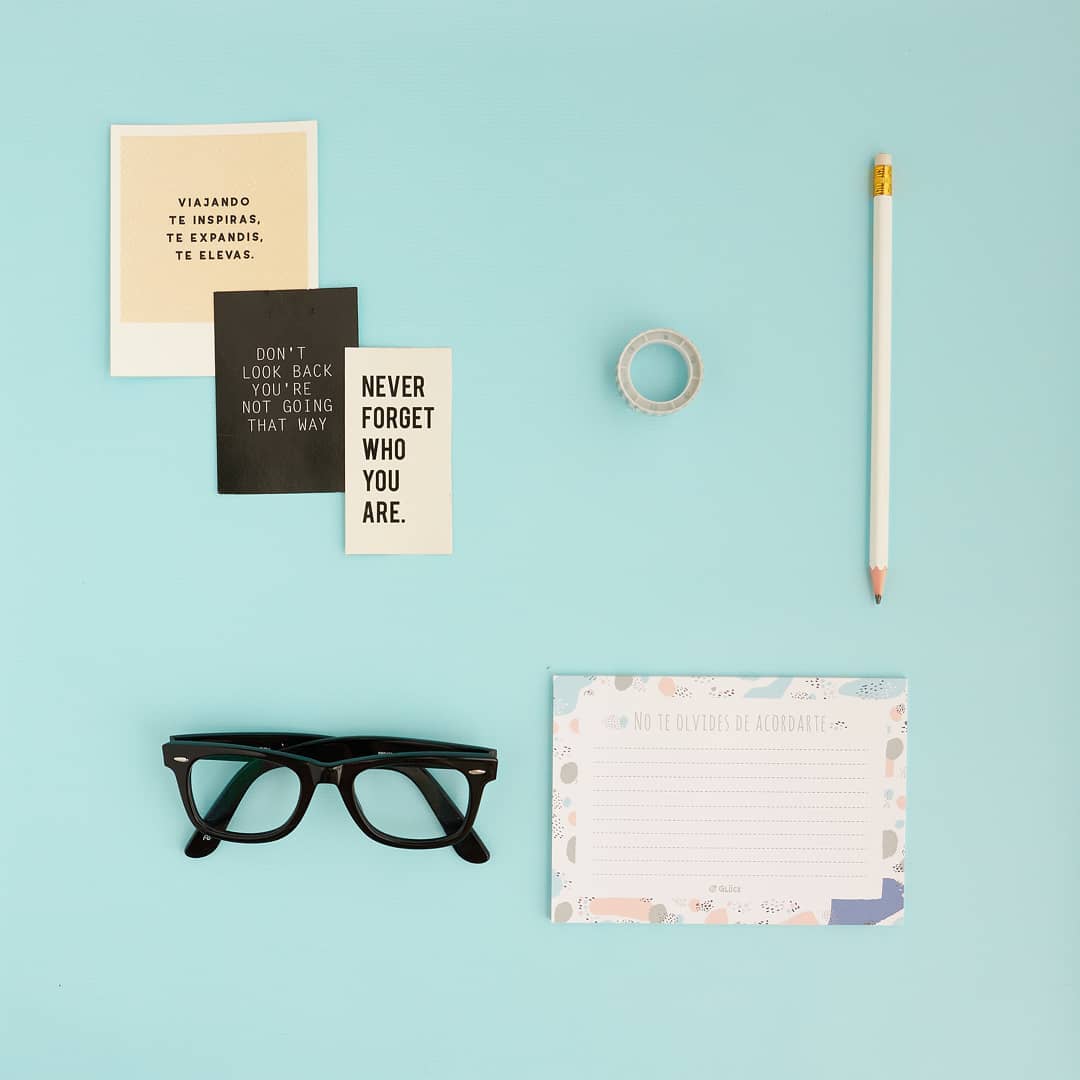 VIAJANDO
TE INSPIRAS,
TE EXPANDIS,
TE ELEVAS.
DON'T
LOOK BACK
YOU'RE
NOT GOING
THAT WAY
NEVER
FORGET
WHO
YOU
ARE.
NO TE OLVIDES DE ACORDARTE
GLÜCK